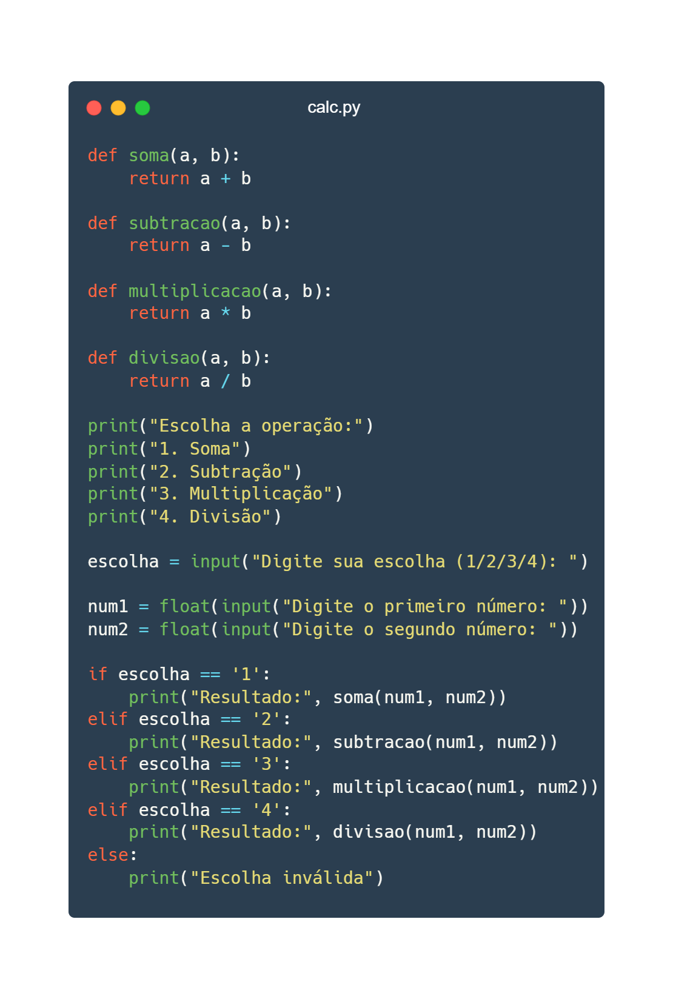 calc.py
def soma(a, b):
    return a + b
def subtracao(a, b):
    return a - b
def multiplicacao(a, b):
    return a * b
def divisao(a, b):
    return a / b
print("Escolha a operação:")
print("1. Soma")
print("2. Subtração")
print("3. Multiplicação")
print("4. Divisão")
escolha = input("Digite sua escolha (1/2/3/4): ")
num1 = float(input("Digite o primeiro número: "))
num2 = float(input("Digite o segundo número: "))
if escolha == '1':
    print("Resultado:", soma(num1, num2))
elif escolha == '2':
    print("Resultado:", subtracao(num1, num2))
elif escolha == '3':
    print("Resultado:", multiplicacao(num1, num2))
elif escolha == '4':
    print("Resultado:", divisao(num1, num2))
else:
    print("Escolha inválida")